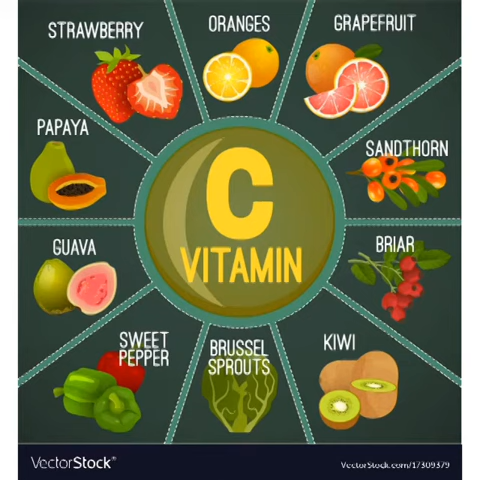 STRAWBERRY
ORANGES
GRAPEFRUIT
PAPAYA
SANDTHORN
C
VITAMIN
GUAVA
BRIAR
SWEET
PEPPER
BRUSSEL
SPROUTS
KIWI
VectorStock®
VectorStock.com/17309379